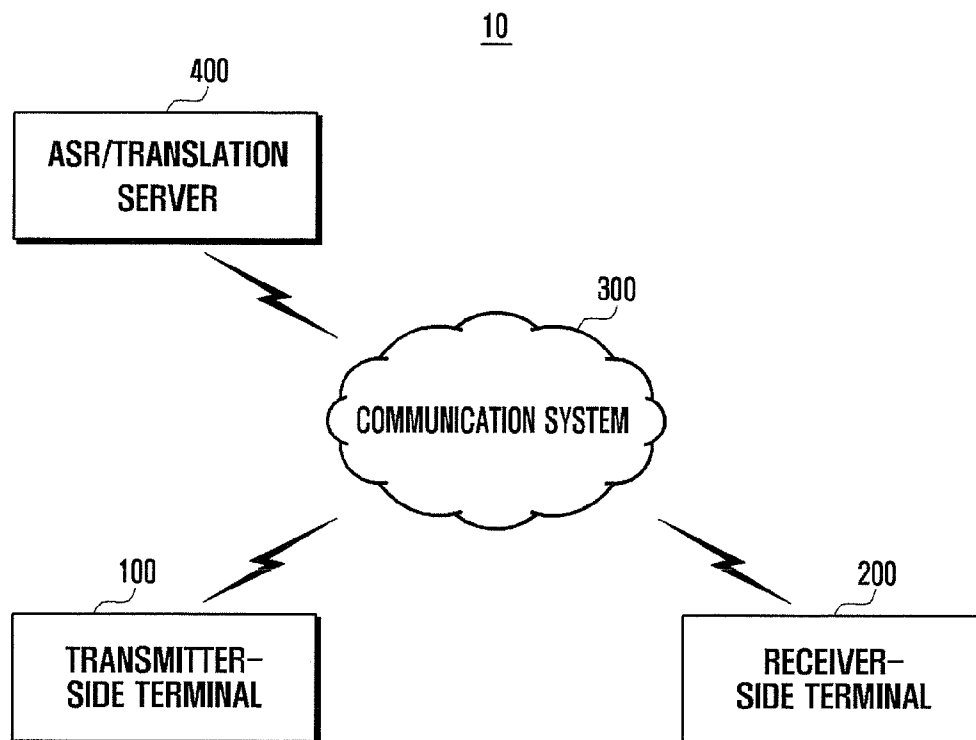 10
400
ASR/TRANSLATION
SERVER
300
COMMUNICATION SYSTEM
100
TRANSMITTER-
SIDE TERMINAL
200
RECEIVER-
SIDE TERMINAL